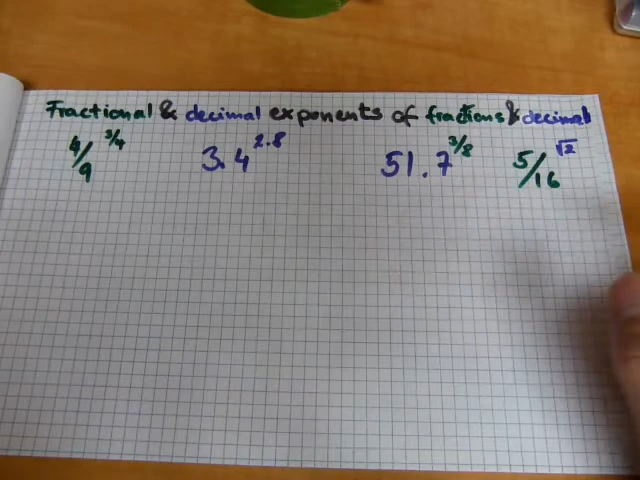 Fractional & decimal exponents of fractions & decimals
4/9^3/4 3.4^2.8 51.7^3/8 5/16^√2